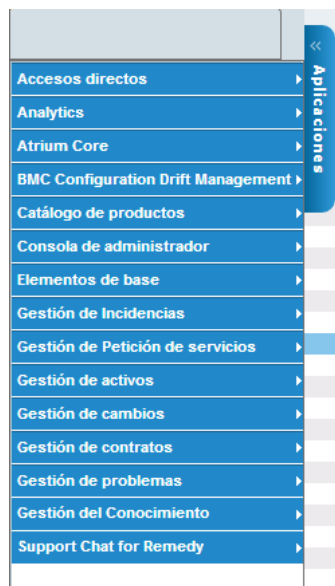 Accesos directos
Analytics
Atrium Core
BMC Configuration Drift Management
Catálogo de productos
Consola de administrador
Elementos de base
Gestión de Incidencias
Gestión de Petición de servicios
Gestión de activos
Gestión de cambios
Gestión de contratos
Gestión de problemas
Gestión del Conocimiento
Support Chat for Remedy
Aplicaciones